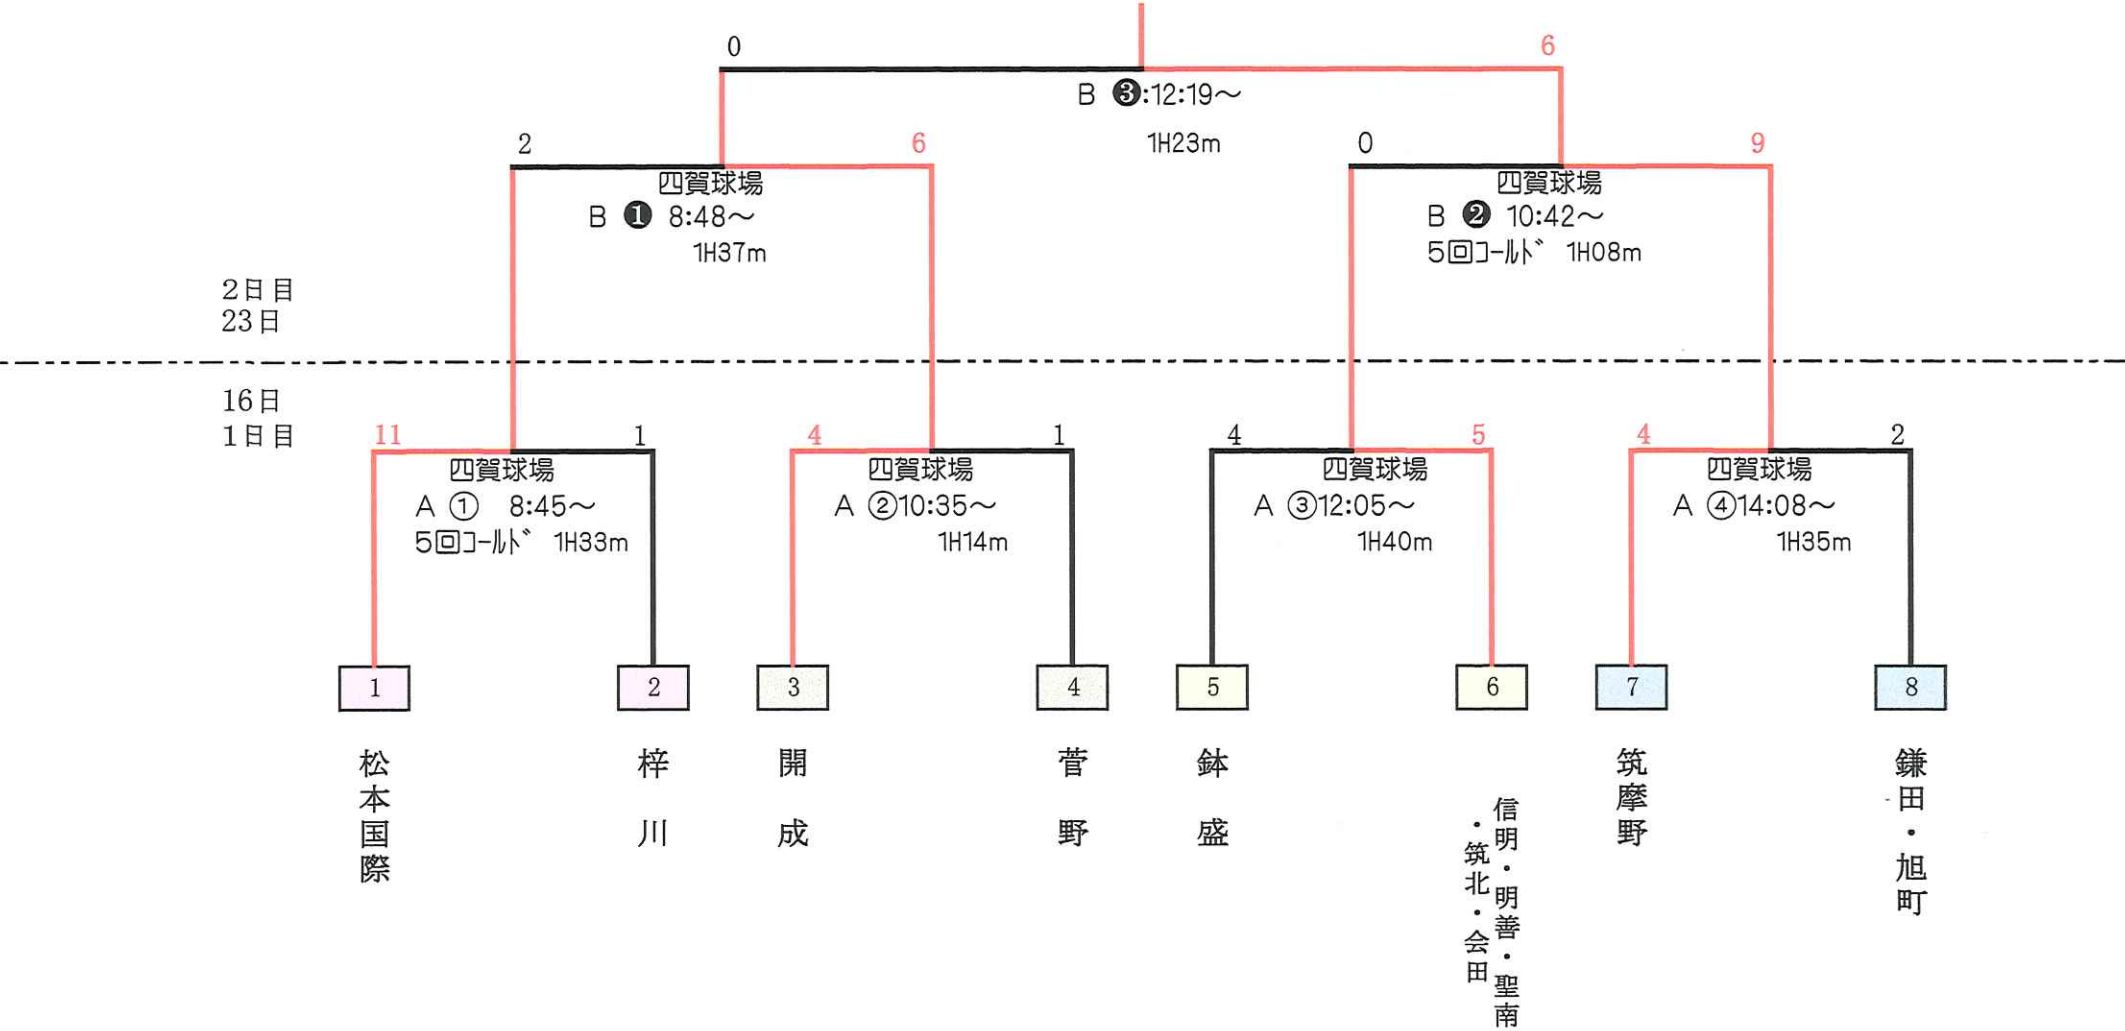 0
6
B ❸:12:19～
1H23m
2
6
0
9
四賀球場
B ❶ 8:48～
1H37m
四賀球場
B ❷ 10:42～
5回ｺｰﾙﾄﾞ 1H08m
2日目
23日
16日
1日目
11
1
4
1
4
5
4
2
四賀球場
A ① 8:45～
5回ｺｰﾙﾄﾞ 1H33m
四賀球場
A ②10:35～
1H14m
四賀球場
A ③12:05～
1H40m
四賀球場
A ④14:08～
1H35m
1
2
3
4
5
6
7
8
松本国際
梓川
開成
菅野
鉢盛
信明・明善・聖南
・筑北・会田
筑摩野
鎌田・旭町